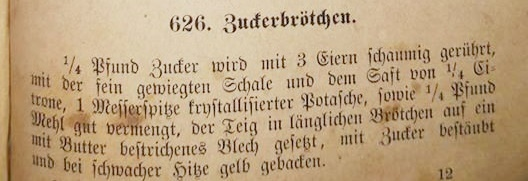 626. Zuckerbrötchen.
1/4 Pfund Zucker wird mit 3 Eiern schaumig gerührt,
mit der fein gewiegten Schale und dem Saft von 1/4 Ci-
trone, 1 Messerspitze krystallisierter Potasche, sowie 1/4 Pfund
Mehl gut vermengt, der Teig in länglichen Brötchen auf ein
mit Butter bestrichenes Blech gesetzt, mit Zucker bestäubt
und bei schwacher Hitze gelb gebacken.
12